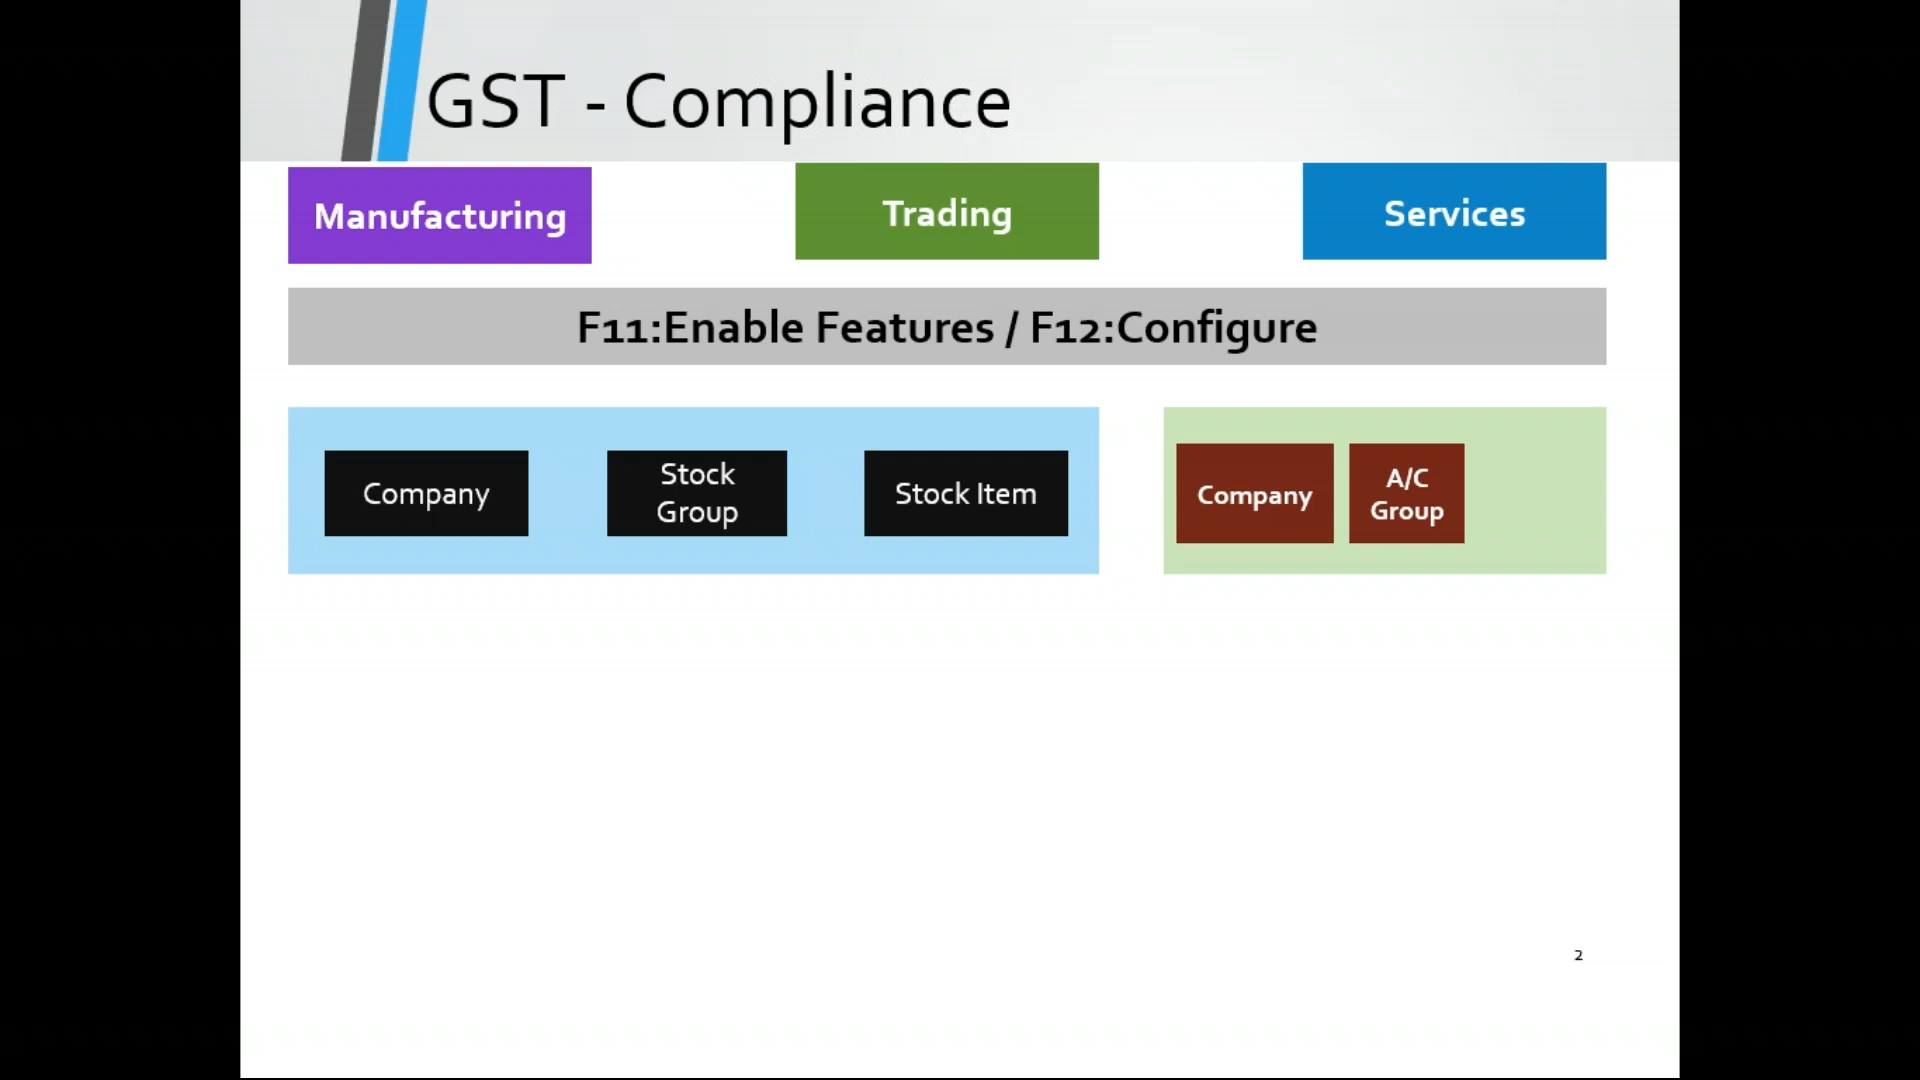 GST - Compliance
Manufacturing
Trading
Services
F11:Enable Features / F12:Configure
Company
Stock
Group
Stock Item
Company
A/C
Group
2